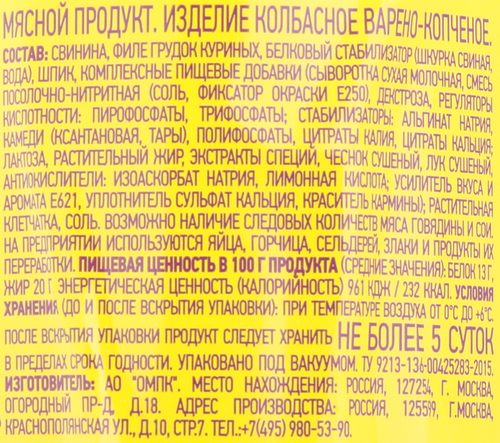 МЯСНОЙ ПРОДУКТ. ИЗДЕЛИЕ КОЛБАСНОЕ ВАРЕНО-КОПЧЕНОЕ.
СОСТАВ: СВИНИНА, ФИЛЕ ГРУДОК КУРИНЫХ, БЕЛКОВЫЙ СТАБИЛИЗАТОР (ШКУРКА СВИНАЯ,
ВОДА), ШПИК, КОМПЛЕКСНЫЕ ПИЩЕВЫЕ ДОБАВКИ (СЫВОРОТКА СУХАЯ МОЛОЧНАЯ, СМЕСЬ
ПОСОЛОЧНО-НИТРИТНАЯ (СОЛЬ, ФИКСАТОР ОКРАСКИ Е250), ДЕКСТРОЗА, РЕГУЛЯТОРЫ
КИСЛОТНОСТИ: ПИРОФОСФАТЫ, ТРИФОСФАТЫ; СТАБИЛИЗАТОРЫ: АЛЬГИНАТ НАТРИЯ,
КАМЕДИ (КСАНТАНОВАЯ, ТАРЫ), ПОЛИФОСФАТЫ, ЦИТРАТЫ КАЛИЯ, ЦИТРАТЫ КАЛЬЦИЯ;
ЛАКТОЗА, РАСТИТЕЛЬНЫЙ ЖИР, ЭКСТРАКТЫ СПЕЦИЙ, ЧЕСНОК СУШЕНЫЙ, ЛУК СУШЕНЫЙ,
АНТИОКИСЛИТЕЛИ: ИЗОАСКОРБАТ НАТРИЯ, ЛИМОННАЯ КИСЛОТА; УСИЛИТЕЛЬ ВКУСА И
АРОМАТА Е621, УПЛОТНИТЕЛЬ СУЛЬФАТ КАЛЬЦИЯ, КРАСИТЕЛЬ КАРМИНЫ); РАСТИТЕЛЬНАЯ
КЛЕТЧАТКА, СОЛЬ. ВОЗМОЖНО НАЛИЧИЕ СЛЕДОВЫХ КОЛИЧЕСТВ МЯСА ГОВЯДИНЫ И СОИ.
НА ПРЕДПРИЯТИИ ИСПОЛЬЗУЮТСЯ ЯЙЦА, ГОРЧИЦА, СЕЛЬДЕРЕЙ, ЗЛАКИ И ПРОДУКТЫ ИХ
ПЕРЕРАБОТКИ. ПИЩЕВАЯ ЦЕННОСТЬ В 100 Г ПРОДУКТА (СРЕДНИЕ ЗНАЧЕНИЯ): БЕЛОК 13 Г,
ЖИР 20 Г. ЭНЕРГЕТИЧЕСКАЯ ЦЕННОСТЬ (КАЛОРИЙНОСТЬ) 961 КДЖ / 232 ККАЛ. УСЛОВИЯ
ХРАНЕНИЯ (ДО И ПОСЛЕ ВСКРЫТИЯ УПАКОВКИ): ПРИ ТЕМПЕРАТУРЕ ВОЗДУХА ОТ 0°С ДО +6°С.
ПОСЛЕ ВСКРЫТИЯ УПАКОВКИ ПРОДУКТ СЛЕДУЕТ ХРАНИТЬ НЕ БОЛЕЕ 5 СУТОК
В ПРЕДЕЛАХ СРОКА ГОДНОСТИ. УПАКОВАНО ПОД ВАКУУМОМ. ТУ 9213-136-00425283-2015.
ИЗГОТОВИТЕЛЬ: АО "ОМПК". МЕСТО НАХОЖДЕНИЯ: РОССИЯ, 127254, Г. МОСКВА,
ОГОРОДНЫЙ ПР-Д, Д.18. АДРЕС ПРОИЗВОДСТВА: РОССИЯ, 125599, Г.МОСКВА,
КРАСНОПОЛЯНСКАЯ УЛ., Д.10, СТР.7. ТЕЛ.:+7(495) 980-53-90.